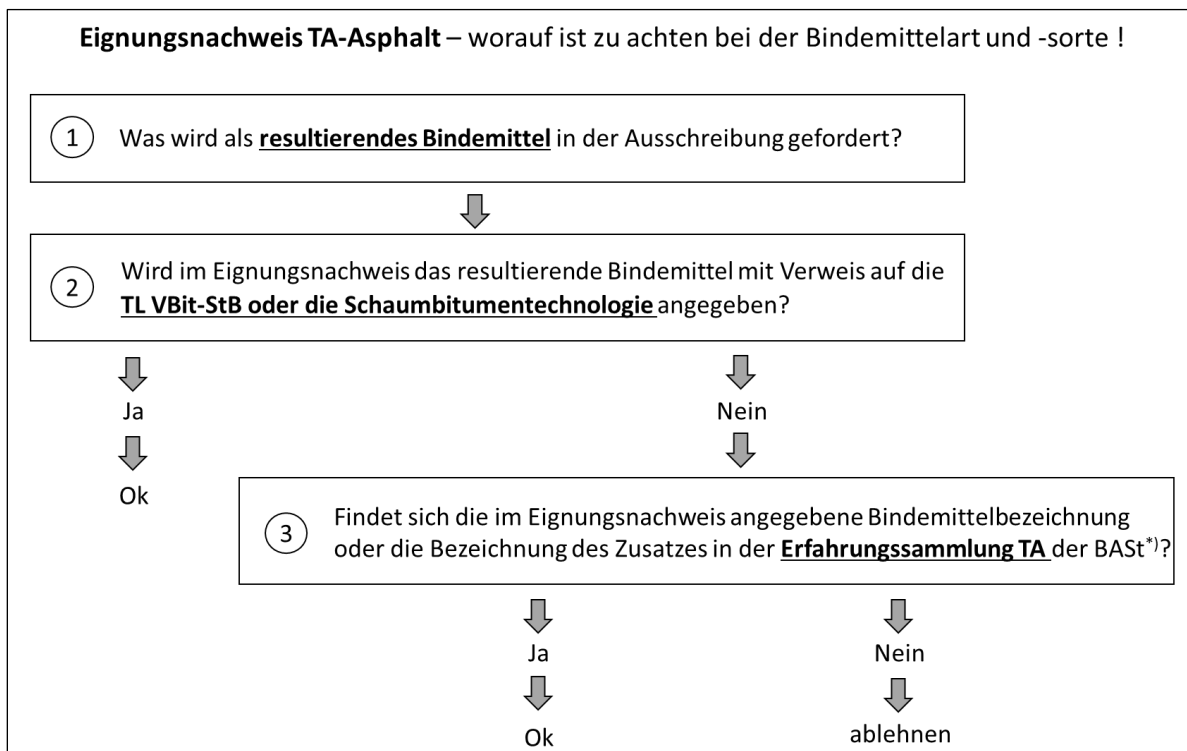 Eignungsnachweis TA-Asphalt – worauf ist zu achten bei der Bindemittelart und -sorte !
1 Was wird als resultierendes Bindemittel in der Ausschreibung gefordert?
2 Wird im Eignungsnachweis das resultierende Bindemittel mit Verweis auf die
TL VBit-StB oder die Schaumbitumentechnologie angegeben?
Ja Nein
Ok
3 Findet sich die im Eignungsnachweis angegebene Bindemittelbezeichnung
oder die Bezeichnung des Zusatzes in der Erfahrungssammlung TA der BASt*)?
Ja Nein
Ok ablehnen